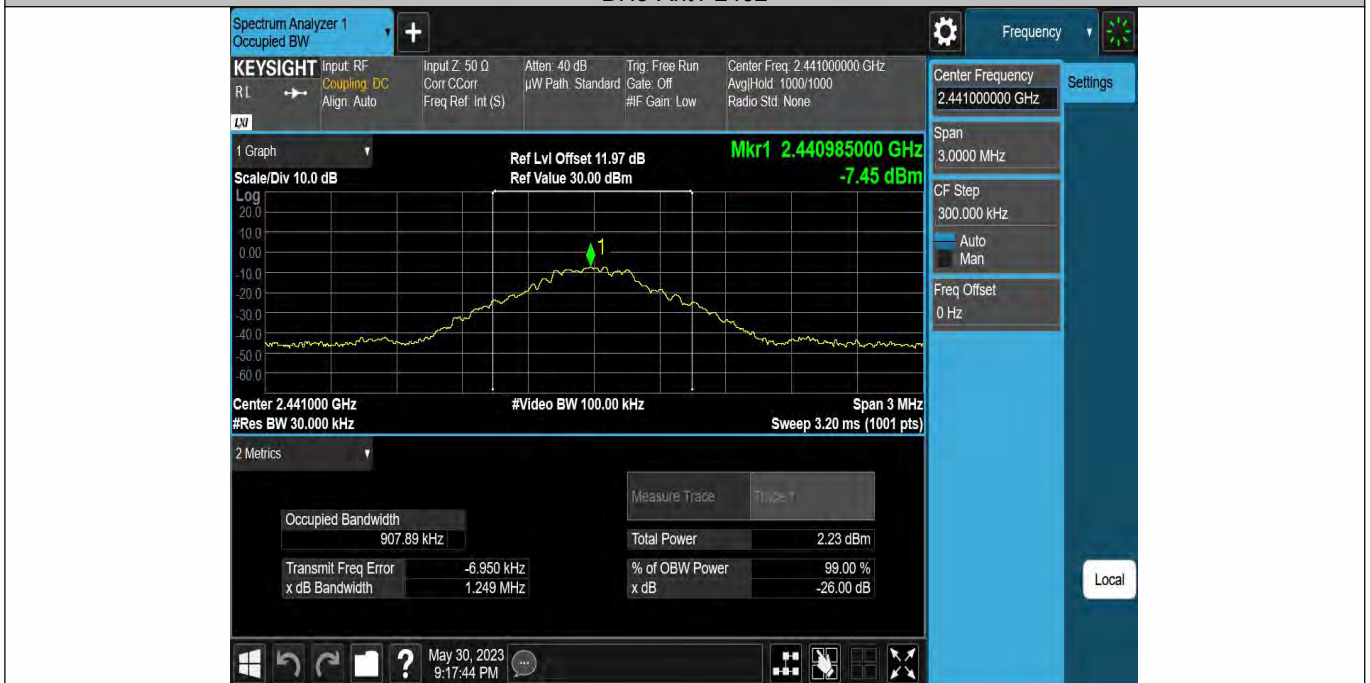 Spectrum Analyzer 1
Occupied BW
Frequency
KEYSIGHT
RL
LXI
Input: RF
Coupling: DC
Align: Auto
Input Z: 50 Ω
Corr CCorr
Freq Ref: Int (S)
Atten: 40 dB
µW Path: Standard
Trig: Free Run
Gate: Off
#IF Gain: Low
Center Freq: 2.441000000 GHz
Avg|Hold: 1000/1000
Radio Std: None
Center Frequency
2.441000000 GHz
Settings
Span
3.0000 MHz
CF Step
300.000 kHz
Auto
Man
Freq Offset
0 Hz
Local
1 Graph
Scale/Div 10.0 dB
Ref Lvl Offset 11.97 dB
Ref Value 30.00 dBm
Mkr1 2.440985000 GHz
-7.45 dBm
Log
20.0
10.0
0.00
-10.0
-20.0
-30.0
-40.0
-50.0
-60.0
1
Center 2.441000 GHz
#Res BW 30.000 kHz
#Video BW 100.00 kHz
Span 3 MHz
Sweep 3.20 ms (1001 pts)
2 Metrics
Measure Trace
Trace 1
Occupied Bandwidth
907.89 kHz
Total Power
2.23 dBm
Transmit Freq Error
-6.950 kHz
% of OBW Power
99.00 %
x dB Bandwidth
1.249 MHz
x dB
-26.00 dB
May 30, 2023
9:17:44 PM